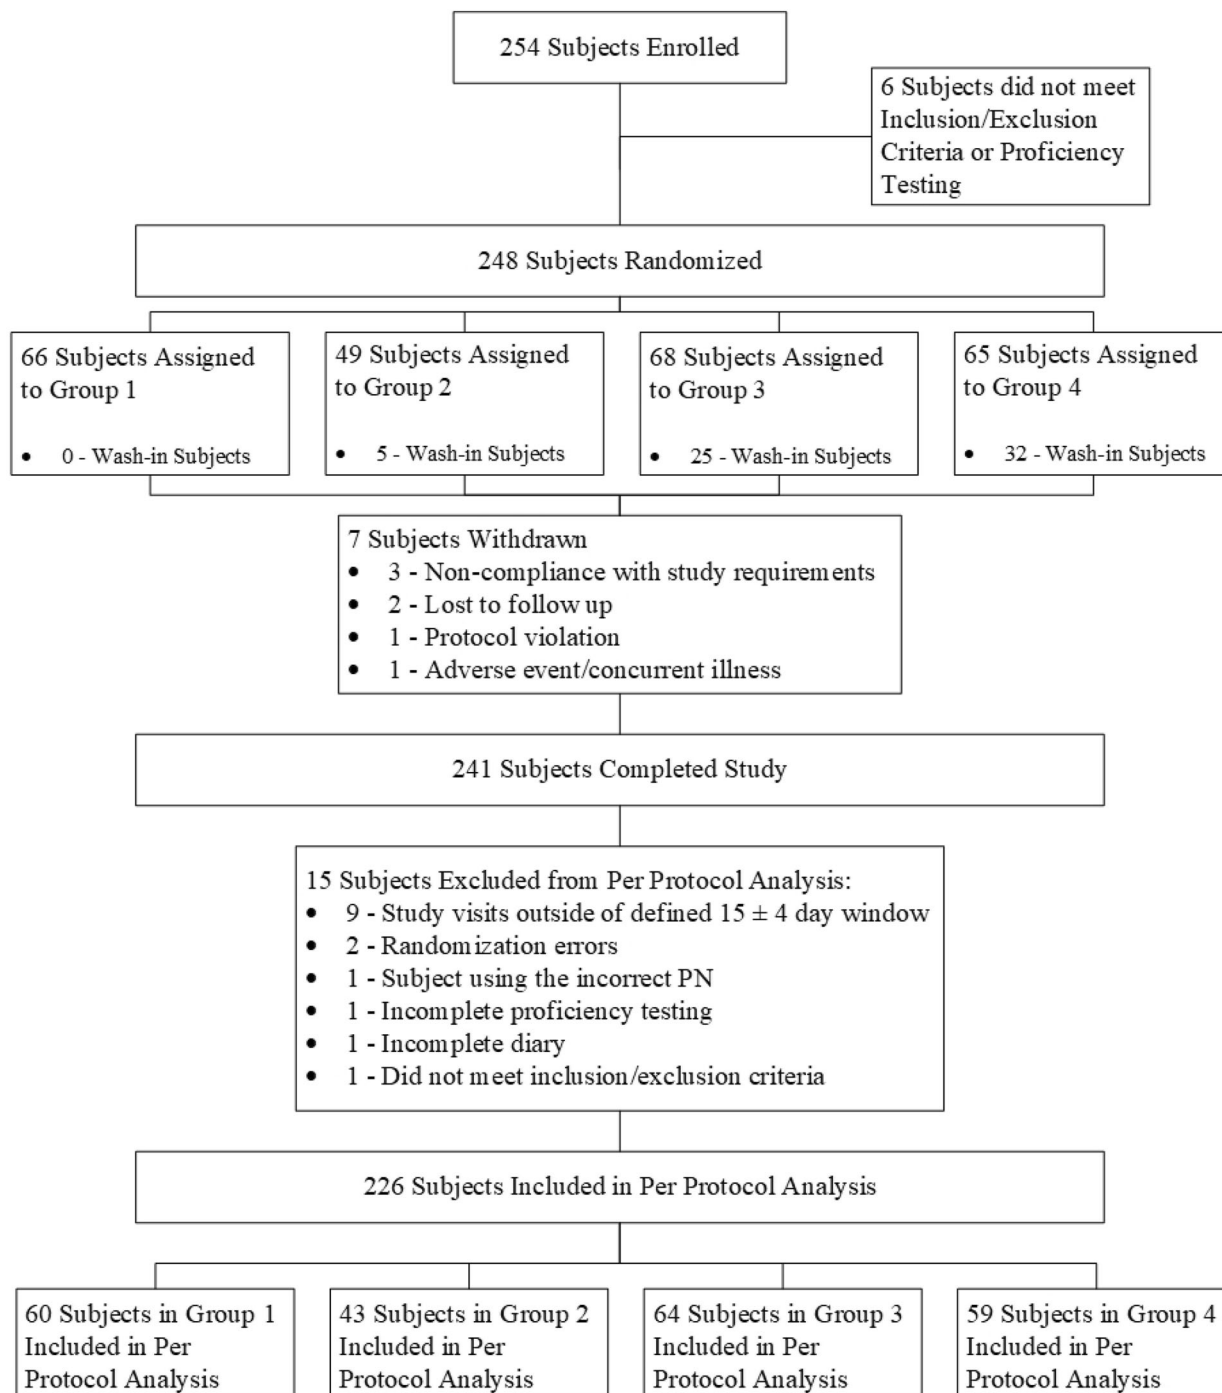 254 Subjects Enrolled
6 Subjects did not meet
Inclusion/Exclusion
Criteria or Proficiency
Testing
248 Subjects Randomized
66 Subjects Assigned
to Group 1
• 0 - Wash-in Subjects
49 Subjects Assigned
to Group 2
• 5 - Wash-in Subjects
68 Subjects Assigned
to Group 3
• 25 - Wash-in Subjects
65 Subjects Assigned
to Group 4
• 32 - Wash-in Subjects
7 Subjects Withdrawn
• 3 - Non-compliance with study requirements
• 2 - Lost to follow up
• 1 - Protocol violation
• 1 - Adverse event/concurrent illness
241 Subjects Completed Study
15 Subjects Excluded from Per Protocol Analysis:
• 9 - Study visits outside of defined 15 ± 4 day window
• 2 - Randomization errors
• 1 - Subject using the incorrect PN
• 1 - Incomplete proficiency testing
• 1 - Incomplete diary
• 1 - Did not meet inclusion/exclusion criteria
226 Subjects Included in Per Protocol Analysis
60 Subjects in Group 1
Included in Per
Protocol Analysis
43 Subjects in Group 2
Included in Per
Protocol Analysis
64 Subjects in Group 3
Included in Per
Protocol Analysis
59 Subjects in Group 4
Included in Per
Protocol Analysis